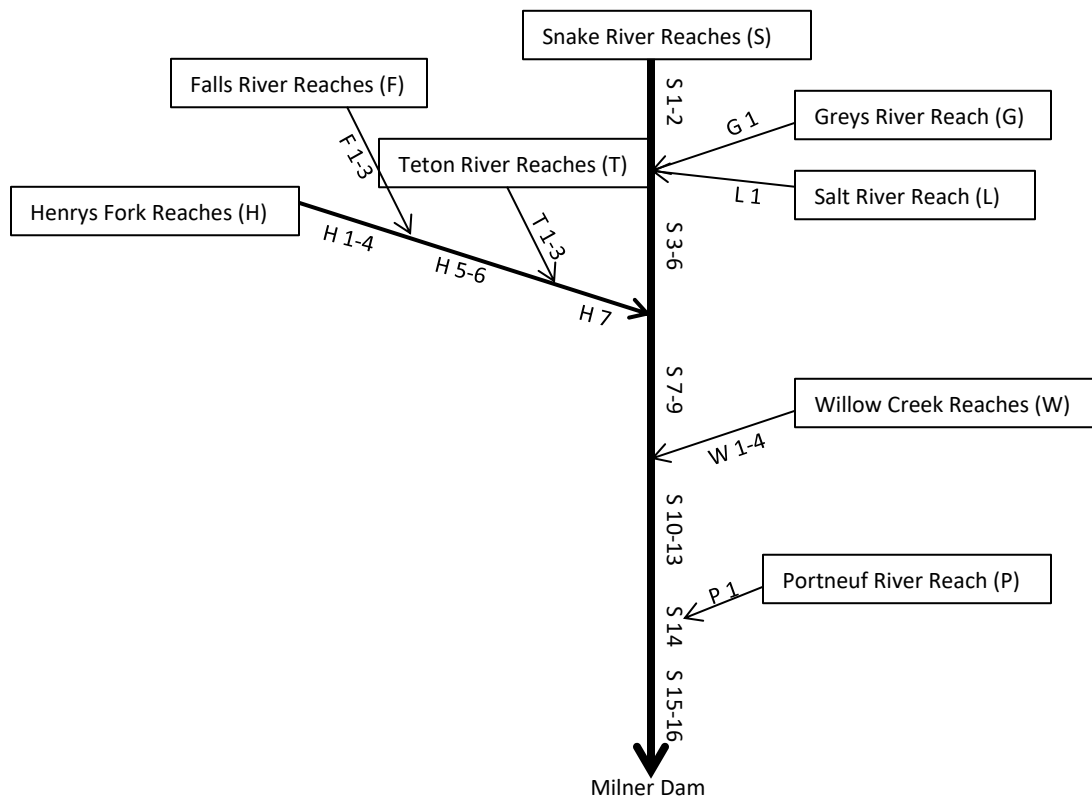 Snake River Reaches (S)
Falls River Reaches (F)
S 1-2
Greys River Reach (G)
G 1
F 1-3
Teton River Reaches (T)
L 1
Salt River Reach (L)
Henrys Fork Reaches (H)
H 1-4
T 1-3
S3-6
H 5-6
H 7
S 7-9
Willow Creek Reaches (W)
W 1-4
S 10-13
Portneuf River Reach (P)
P 1
S 14
S 15-16
Milner Dam